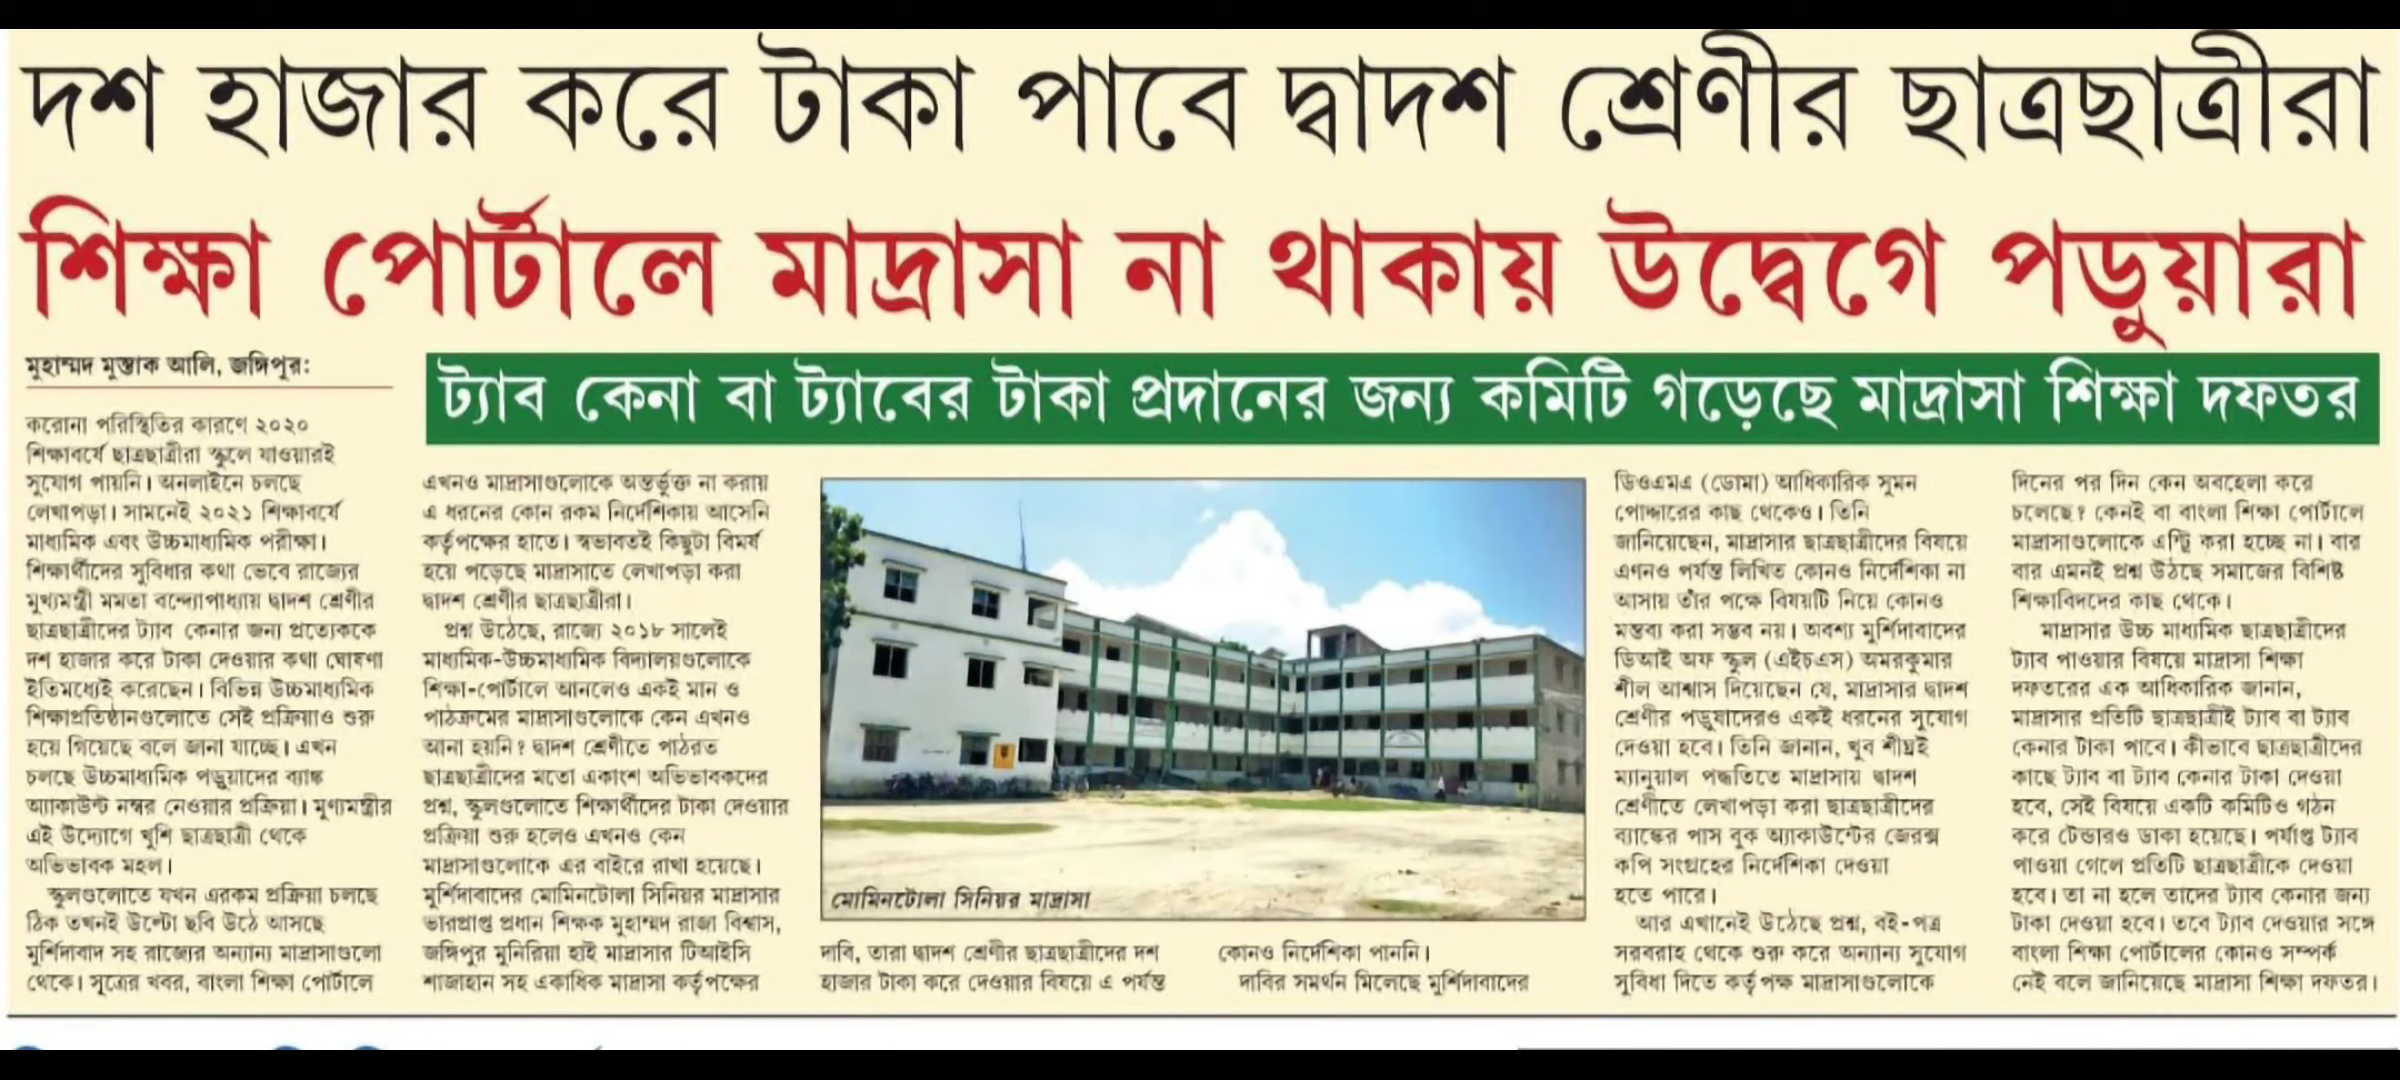 দশ হাজার করে টাকা পাবে দ্বাদশ শ্রেণীর ছাত্রছাত্রীরা
শিক্ষা পোর্টালে মাদ্রাসা না থাকায় উদ্বেগে পড়ুয়ারা
ট্যাব কেনা বা ট্যাবের টাকা প্রদানের জন্য কমিটি গড়েছে মাদ্রাসা শিক্ষা দফতর
মুহাম্মদ মুস্তাক আলি, জঙ্গিপুর:
করোনা পরিস্থিতির কারণে ২০২০
শিক্ষাবর্ষে ছাত্রছাত্রীরা স্কুলে যাওয়ারই
সুযোগ পায়নি। অনলাইনে চলছে
লেখাপড়া। সামনেই ২০২১ শিক্ষাবর্ষে
মাধ্যমিক এবং উচ্চমাধ্যমিক পরীক্ষা।
শিক্ষার্থীদের সুবিধার কথা ভেবে রাজ্যের
মুখ্যমন্ত্রী মমতা বন্দ্যোপাধ্যায় দ্বাদশ শ্রেণীর
ছাত্রছাত্রীদের ট্যাব কেনার জন্য প্রত্যেককে
দশ হাজার করে টাকা দেওয়ার কথা ঘোষণা
ইতিমধ্যেই করেছেন। বিভিন্ন উচ্চমাধ্যমিক
শিক্ষাপ্রতিষ্ঠানগুলোতে সেই প্রক্রিয়াও শুরু
হয়ে গিয়েছে বলে জানা যাচ্ছে। এখন
চলছে উচ্চমাধ্যমিক পড়ুয়াদের ব্যাঙ্ক
অ্যাকাউন্ট নম্বর নেওয়ার প্রক্রিয়া। মুখ্যমন্ত্রীর
এই উদ্যোগে খুশি ছাত্রছাত্রী থেকে
অভিভাবক মহল।
স্কুলগুলোতে যখন এরকম প্রক্রিয়া চলছে
ঠিক তখনই উল্টো ছবি উঠে আসছে
মুর্শিদাবাদ সহ রাজ্যের অন্যান্য মাদ্রাসাগুলো
থেকে। সূত্রের খবর, বাংলা শিক্ষা পোর্টালে
এখনও মাদ্রাসাগুলোকে অন্তর্ভুক্ত না করায়
এ ধরনের কোন রকম নির্দেশিকায় আসেনি
কর্তৃপক্ষের হাতে। স্বভাবতই কিছুটা বিমর্ষ
হয়ে পড়েছে মাদ্রাসাতে লেখাপড়া করা
দ্বাদশ শ্রেণীর ছাত্রছাত্রীরা।
প্রশ্ন উঠেছে, রাজ্যে ২০১৮ সালেই
মাধ্যমিক-উচ্চমাধ্যমিক বিদ্যালয়গুলোকে
শিক্ষা-পোর্টালে আনলেও একই মান ও
পাঠক্রমের মাদ্রাসাগুলোকে কেন এখনও
আনা হয়নি? দ্বাদশ শ্রেণীতে পাঠরত
ছাত্রছাত্রীদের মতো একাংশ অভিভাবকদের
প্রশ্ন, স্কুলগুলোতে শিক্ষার্থীদের টাকা দেওয়ার
প্রক্রিয়া শুরু হলেও এখনও কেন
মাদ্রাসাগুলোকে এর বাইরে রাখা হয়েছে।
মুর্শিদাবাদের মোমিনটোলা সিনিয়র মাদ্রাসার
ভারপ্রাপ্ত প্রধান শিক্ষক মুহাম্মদ রাজা বিশ্বাস,
জঙ্গিপুর মুনিরিয়া হাই মাদ্রাসার টিআইসি
শাজাহান সহ একাধিক মাদ্রাসা কর্তৃপক্ষের
মোমিনটোলা সিনিয়র মাদ্রাসা
দাবি, তারা দ্বাদশ শ্রেণীর ছাত্রছাত্রীদের দশ
হাজার টাকা করে দেওয়ার বিষয়ে এ পর্যন্ত
কোনও নির্দেশিকা পাননি।
দাবির সমর্থন মিলেছে মুর্শিদাবাদের
ডিওএমএ (ডোমা) আধিকারিক সুমন
পোদ্দারের কাছ থেকেও। তিনি
জানিয়েছেন, মাদ্রাসার ছাত্রছাত্রীদের বিষয়ে
এখনও পর্যন্ত লিখিত কোনও নির্দেশিকা না
আসায় তাঁর পক্ষে বিষয়টি নিয়ে কোনও
মন্তব্য করা সম্ভব নয়। অবশ্য মুর্শিদাবাদের
ডিআই অফ স্কুল (এইচএস) অমরকুমার
শীল আশ্বাস দিয়েছেন যে, মাদ্রাসার দ্বাদশ
শ্রেণীর পড়ুয়াদেরও একই ধরনের সুযোগ
দেওয়া হবে। তিনি জানান, খুব শীঘ্রই
ম্যানুয়াল পদ্ধতিতে মাদ্রাসায় দ্বাদশ
শ্রেণীতে লেখাপড়া করা ছাত্রছাত্রীদের
ব্যাঙ্কের পাস বুক অ্যাকাউন্টের জেরক্স
কপি সংগ্রহের নির্দেশিকা দেওয়া
হতে পারে।
আর এখানেই উঠেছে প্রশ্ন, বই-পত্র
সরবরাহ থেকে শুরু করে অন্যান্য সুযোগ
সুবিধা দিতে কর্তৃপক্ষ মাদ্রাসাগুলোকে
দিনের পর দিন কেন অবহেলা করে
চলেছে? কেনই বা বাংলা শিক্ষা পোর্টালে
মাদ্রাসাগুলোকে এন্ট্রি করা হচ্ছে না। বার
বার এমনই প্রশ্ন উঠছে সমাজের বিশিষ্ট
শিক্ষাবিদদের কাছ থেকে।
মাদ্রাসার উচ্চ মাধ্যমিক ছাত্রছাত্রীদের
ট্যাব পাওয়ার বিষয়ে মাদ্রাসা শিক্ষা
দফতরের এক আধিকারিক জানান,
মাদ্রাসার প্রতিটি ছাত্রছাত্রীই ট্যাব বা ট্যাব
কেনার টাকা পাবে। কীভাবে ছাত্রছাত্রীদের
কাছে ট্যাব বা ট্যাব কেনার টাকা দেওয়া
হবে, সেই বিষয়ে একটি কমিটিও গঠন
করে টেন্ডারও ডাকা হয়েছে। পর্যাপ্ত ট্যাব
পাওয়া গেলে প্রতিটি ছাত্রছাত্রীকে দেওয়া
হবে। তা না হলে তাদের ট্যাব কেনার জন্য
টাকা দেওয়া হবে। তবে ট্যাব দেওয়ার সঙ্গে
বাংলা শিক্ষা পোর্টালের কোনও সম্পর্ক
নেই বলে জানিয়েছে মাদ্রাসা শিক্ষা দফতর।